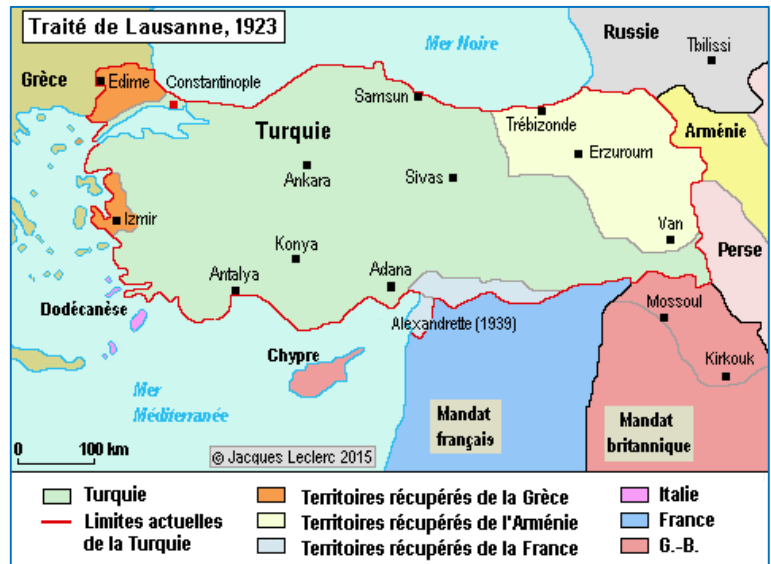 Traité de Lausanne, 1923
Mer Noire
Russie
Tbilissi
Grèce
Edime
Constantinople
Samsun
Trébizonde
Arménie
Turquie
Erzuroum
Ankara
Sivas
Izmir
Van
Perse
Konya
Antalya
Adana
Mossoul
Dodécanèse
Alexandrette (1939)
Chypre
Kirkouk
Mer
Méditerranée
Mandat
français
Mandat
britannique
0 100 km
© Jacques Leclerc 2015
Turquie
Limites actuelles
de la Turquie
Territoires récupérés de la Grèce
Territoires récupérés de l'Arménie
Territoires récupérés de la France
Italie
France
G.-B.